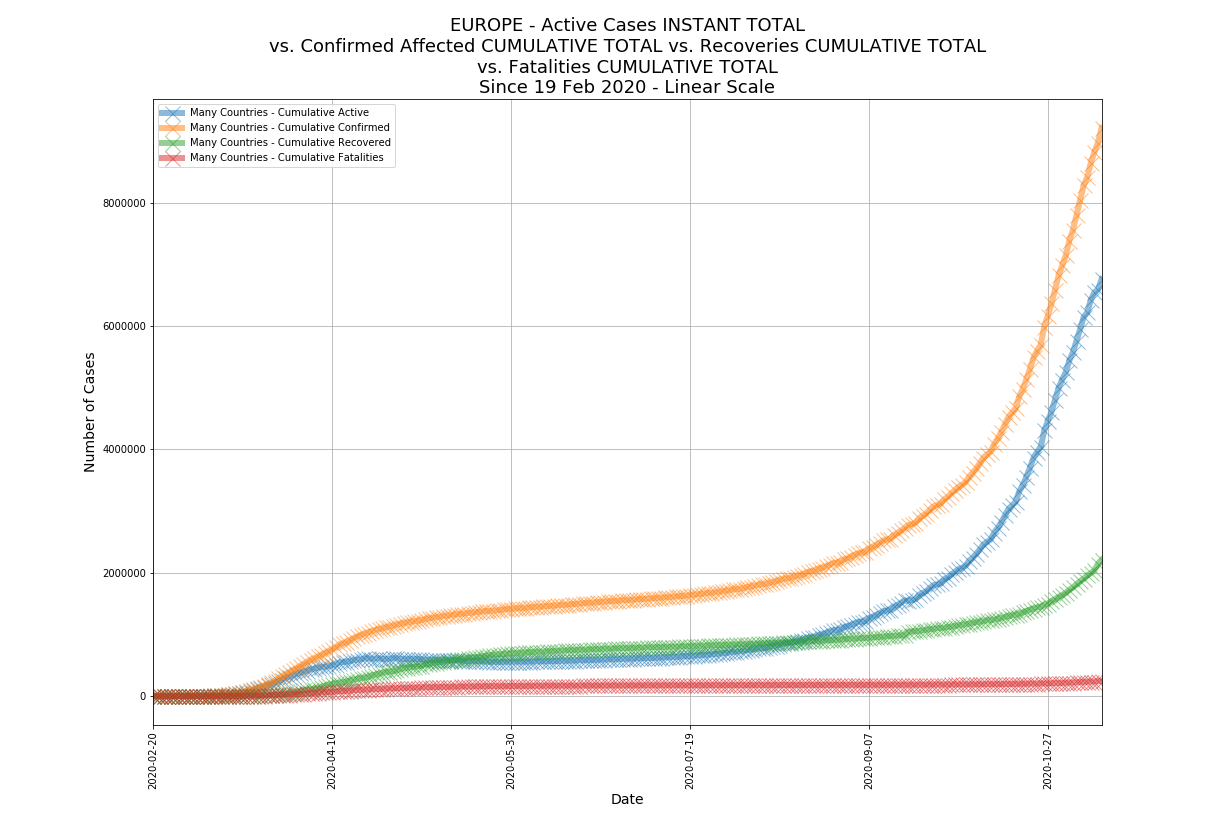 EUROPE - Active Cases INSTANT TOTAL
vs. Confirmed Affected CUMULATIVE TOTAL vs. Recoveries CUMULATIVE TOTAL
vs. Fatalities CUMULATIVE TOTAL
Since 19 Feb 2020 - Linear Scale
Many Countries - Cumulative Active
Many Countries - Cumulative Confirmed
Many Countries - Cumulative Recovered
Many Countries - Cumulative Fatalities
Number of Cases
8000000
6000000
4000000
2000000
0
2020-02-20
2020-04-10
2020-05-30
2020-07-19
2020-09-07
2020-10-27
Date